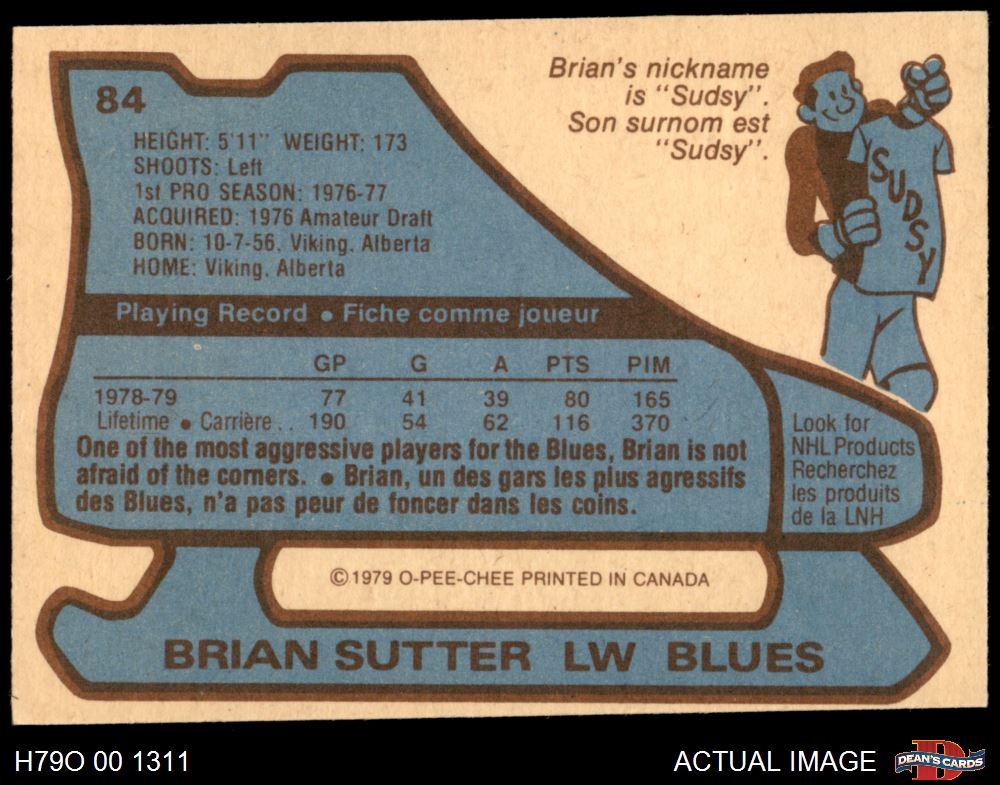 84
HEIGHT: 5'11" WEIGHT: 173
SHOOTS: Left
1st PRO SEASON: 1976-77
ACQUIRED: 1976 Amateur Draft
BORN: 10-7-56, Viking, Alberta
HOME: Viking, Alberta
Brian's nickname
is "Sudsy".
Son surnom est
"Sudsy".
SUDSY
Playing Record • Fiche comme joueur
GP G A PTS PIM
1978-79 77 41 39 80 165
Lifetime • Carrière . . 190 54 62 116 370
One of the most aggressive players for the Blues, Brian is not
afraid of the corners. • Brian, un des gars les plus agressifs
des Blues, n'a pas peur de foncer dans les coins.
Look for
NHL Products
Recherchez
les produits
de la LNH
©1979 O-PEE-CHEE PRINTED IN CANADA
BRIAN SUTTER LW BLUES
H79O 00 1311
ACTUAL IMAGE
DEAN'S CARDS